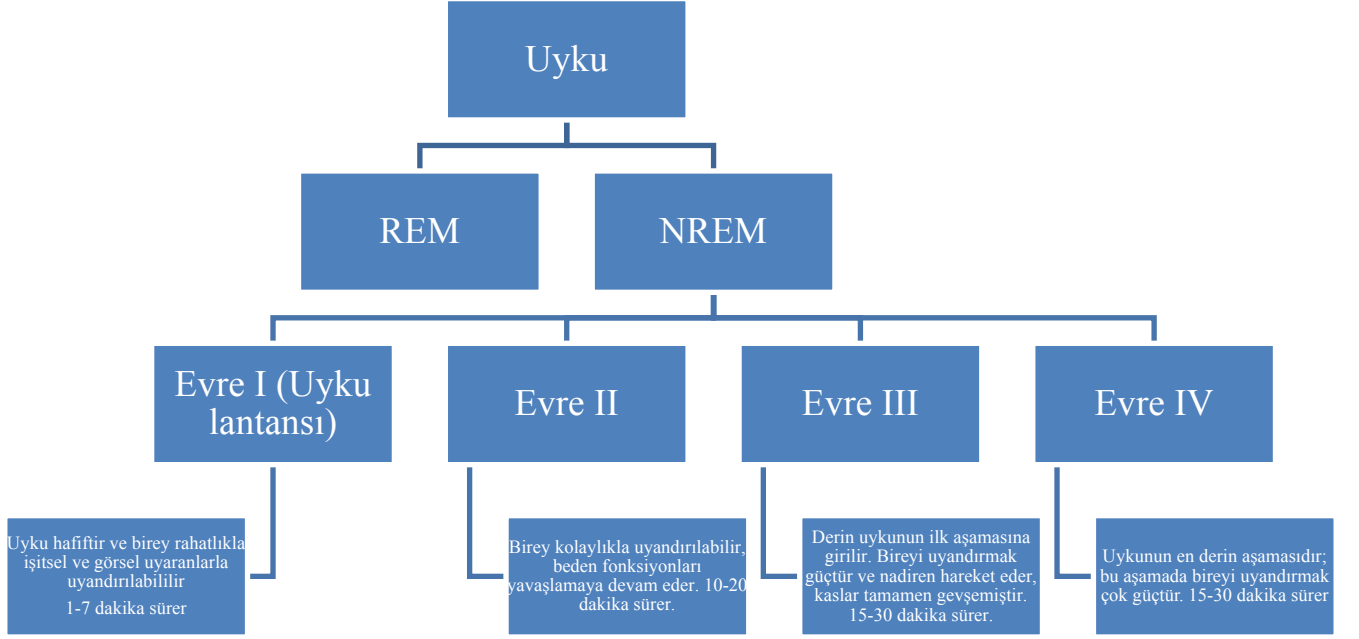 Uyku
REM
NREM
Evre I (Uyku
lantansı)
Evre II
Evre III
Evre IV
Uyku hafiftir ve birey rahatlıkla
işitsel ve görsel uyaranlarla
uyandırılabililir
1-7 dakika sürer
Birey kolaylıkla uyandırılabilir,
beden fonksiyonları
yavaşlamaya devam eder. 10-20
dakika sürer.
Derin uykunun ilk aşamasına
girilir. Bireyi uyandırmak
güçtür ve nadiren hareket eder,
kaslar tamamen gevşemiştir.
15-30 dakika sürer.
Uykunun en derin aşamasıdır;
bu aşamada bireyi uyandırmak
çok güçtür. 15-30 dakika sürer